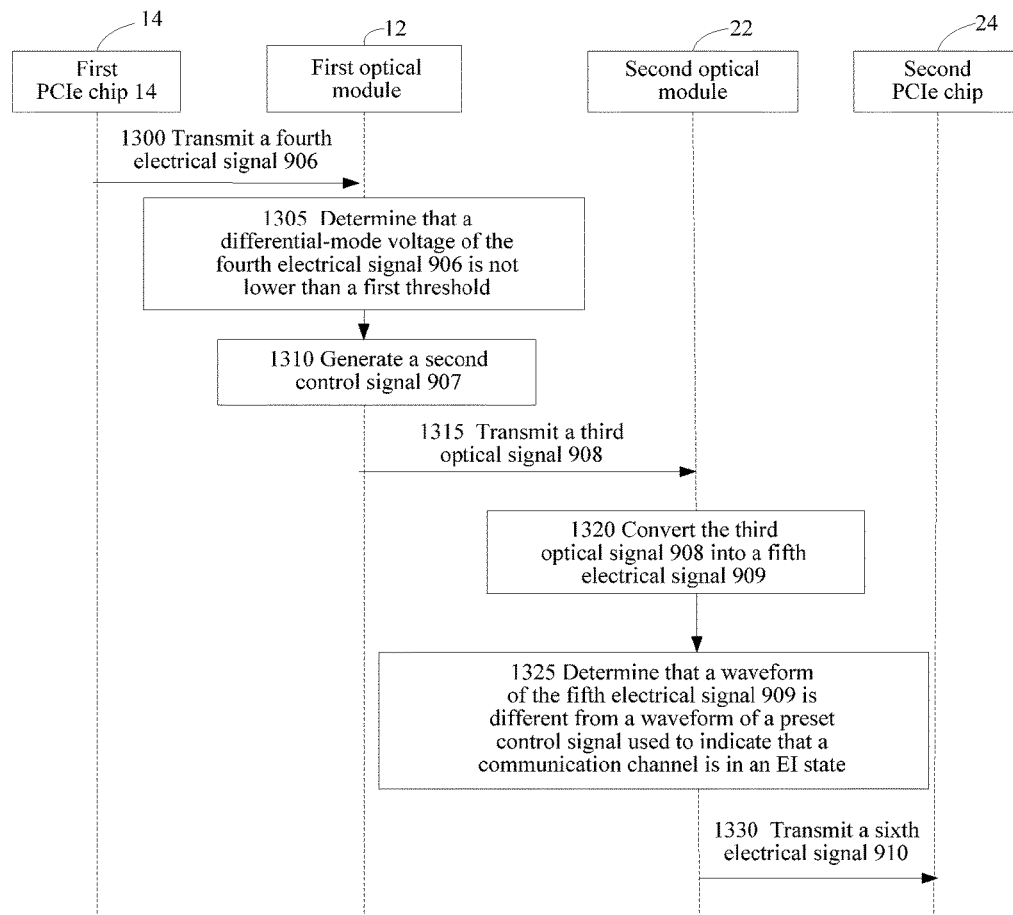 14
12
22
24
First
PCIe chip 14
First optical
module
Second optical
module
Second
PCIe chip
1300 Transmit a fourth
electrical signal 906
1305 Determine that a
differential-mode voltage of the
fourth electrical signal 906 is not
lower than a first threshold
1310 Generate a second
control signal 907
1315 Transmit a third
optical signal 908
1320 Convert the third
optical signal 908 into a fifth
electrical signal 909
1325 Determine that a waveform
of the fifth electrical signal 909 is
different from a waveform of a preset
control signal used to indicate that a
communication channel is in an EI state
1330 Transmit a sixth
electrical signal 910